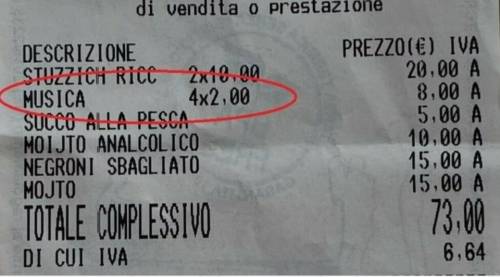 di vendita o prestazione
DESCRIZIONE PREZZO(€) IVA
STUZZICH RICC 2x10,00 20,00 A
MUSICA 4x2,00 8,00 A
SUCCO ALLA PESCA 5,00 A
MOIJTO ANALCOLICO 10,00 A
NEGRONI SBAGLIATO 15,00 A
MOJTO 15,00 A
TOTALE COMPLESSIVO 73,00
DI CUI IVA 6,64